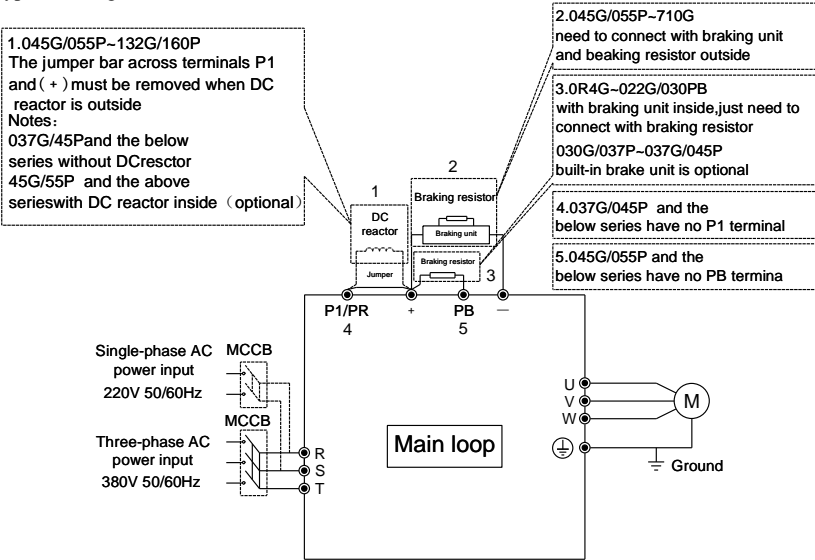 1.045G/055P~132G/160P
The jumper bar across terminals P1
and（+）must be removed when DC
reactor is outside
Notes：
037G/45Pand the below
series without DCresctor
45G/55P and the above
serieswith DC reactor inside（optional）
2.045G/055P~710G
need to connect with braking unit
and beaking resistor outside
3.0R4G~022G/030PB
with braking unit inside,just need to
connect with braking resistor
030G/037P~037G/045P
built-in brake unit is optional
4.037G/045P and the
below series have no P1 terminal
5.045G/055P and the
below series have no PB termina
1
DC
reactor
Jumper
2
Braking resistor
Braking unit
Braking resistor
3
P1/PR
+
PB
—
4
5
Single-phase AC
power input
220V 50/60Hz
MCCB
MCCB
Three-phase AC
power input
380V 50/60Hz
R
S
T
Main loop
U
V
W
M
Ground